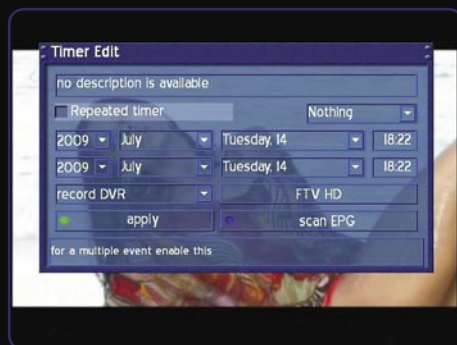 Timer Edit
no description is available
Repeated timer Nothing
2009 July Tuesday, 14 18:22
2009 July Tuesday, 14 18:22
record DVR FTV HD
apply scan EPG
for a multiple event enable this